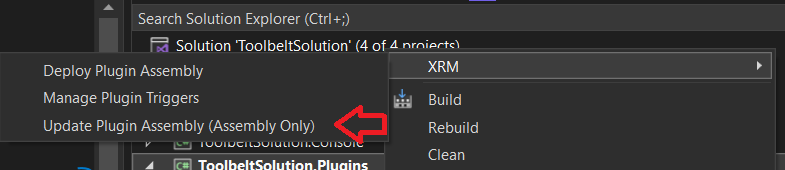 Search Solution Explorer (Ctrl+;)
Solution 'ToolbeltSolution' (4 of 4 projects)
Deploy Plugin Assembly
Manage Plugin Triggers
Update Plugin Assembly (Assembly Only)
XRM
Build
Rebuild
Clean
C# ToolbeltSolution.Console
C# ToolbeltSolution.Plugins